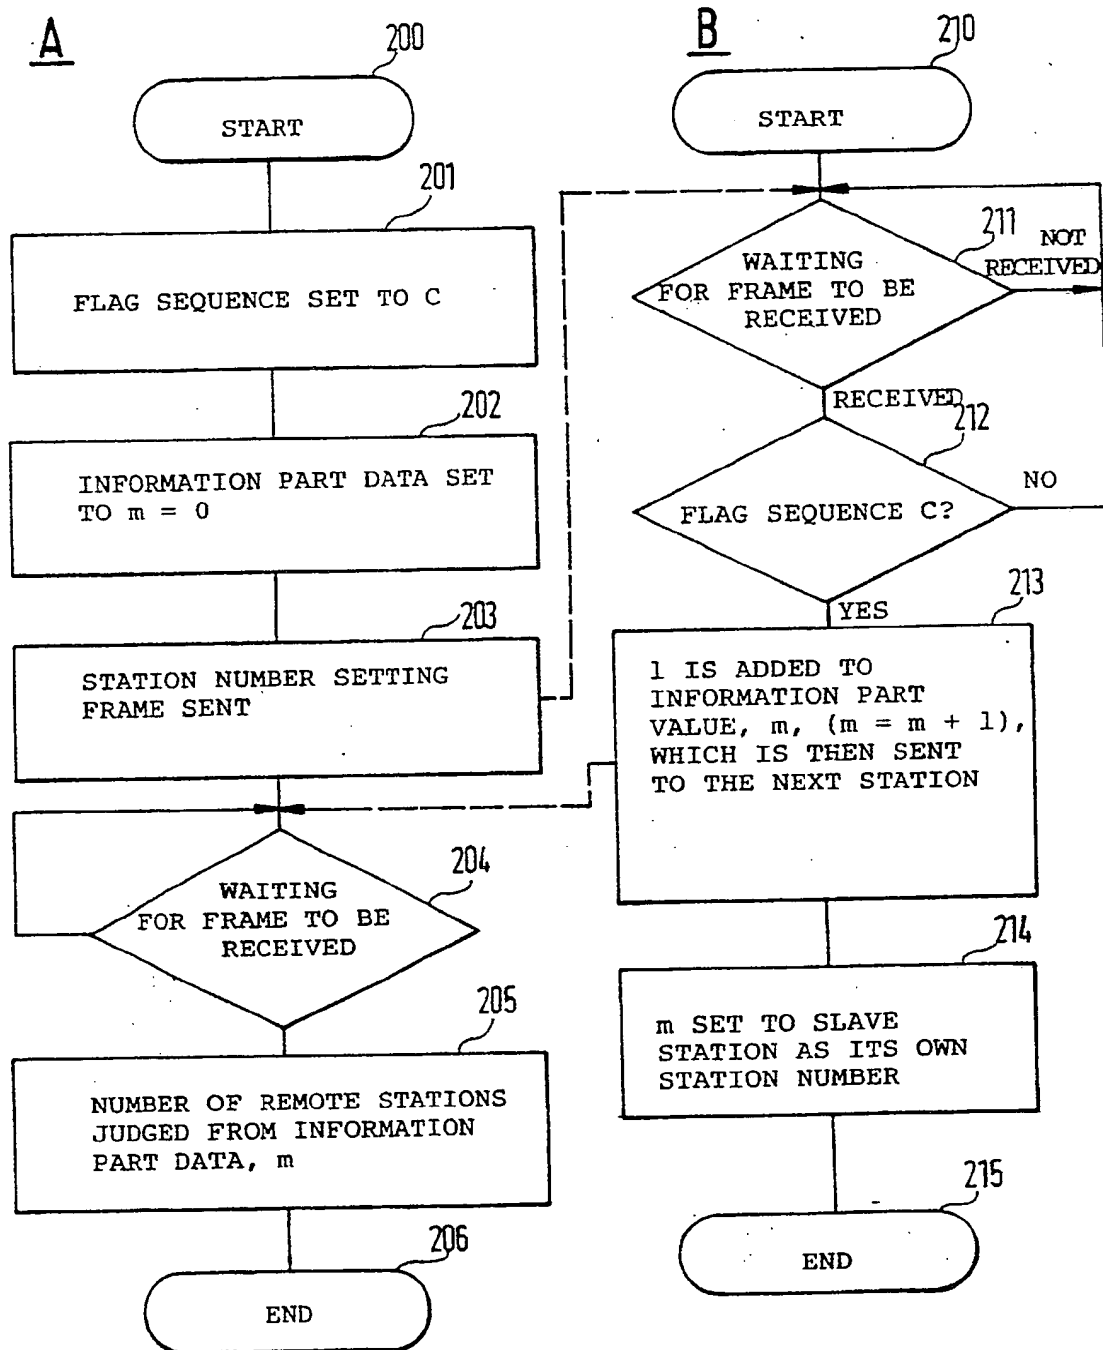 A
200
START
201
FLAG SEQUENCE SET TO C
202
INFORMATION PART DATA SET
TO m = 0
203
STATION NUMBER SETTING
FRAME SENT
204
WAITING
FOR FRAME TO BE
RECEIVED
205
NUMBER OF REMOTE STATIONS
JUDGED FROM INFORMATION
PART DATA, m
206
END
B
210
START
211
WAITING
FOR FRAME TO BE
RECEIVED
NOT
RECEIVED
RECEIVED
212
FLAG SEQUENCE C?
NO
YES
213
1 IS ADDED TO
INFORMATION PART
VALUE, m, (m = m + 1),
WHICH IS THEN SENT
TO THE NEXT STATION
214
m SET TO SLAVE
STATION AS ITS OWN
STATION NUMBER
215
END